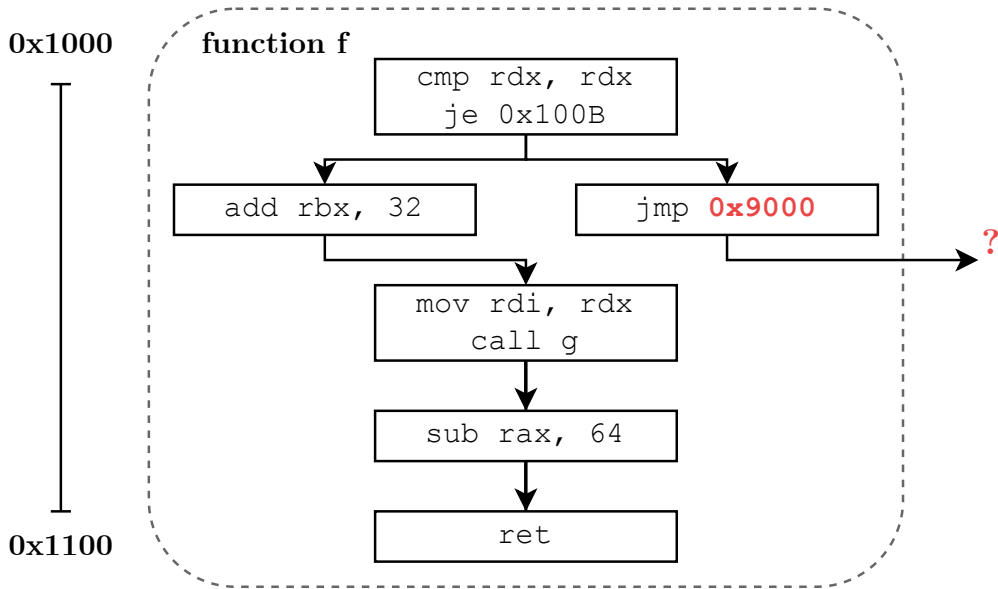 0x1000
function f
cmp rdx, rdx
je 0x100B
add rbx, 32
jmp 0x9000
?
mov rdi, rdx
call g
sub rax, 64
ret
0x1100